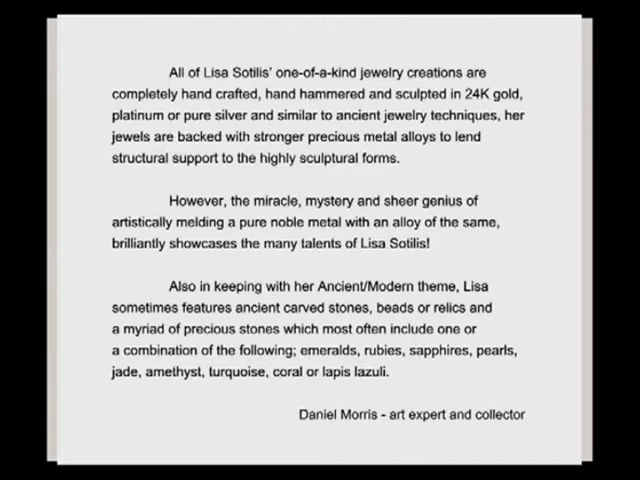 All of Lisa Sotilis' one-of-a-kind jewelry creations are
completely hand crafted, hand hammered and sculpted in 24K gold,
platinum or pure silver and similar to ancient jewelry techniques, her
jewels are backed with stronger precious metal alloys to lend
structural support to the highly sculptural forms.
However, the miracle, mystery and sheer genius of
artistically melding a pure noble metal with an alloy of the same,
brilliantly showcases the many talents of Lisa Sotilis!
Also in keeping with her Ancient/Modern theme, Lisa
sometimes features ancient carved stones, beads or relics and
a myriad of precious stones which most often include one or
a combination of the following; emeralds, rubies, sapphires, pearls,
jade, amethyst, turquoise, coral or lapis lazuli.
Daniel Morris - art expert and collector